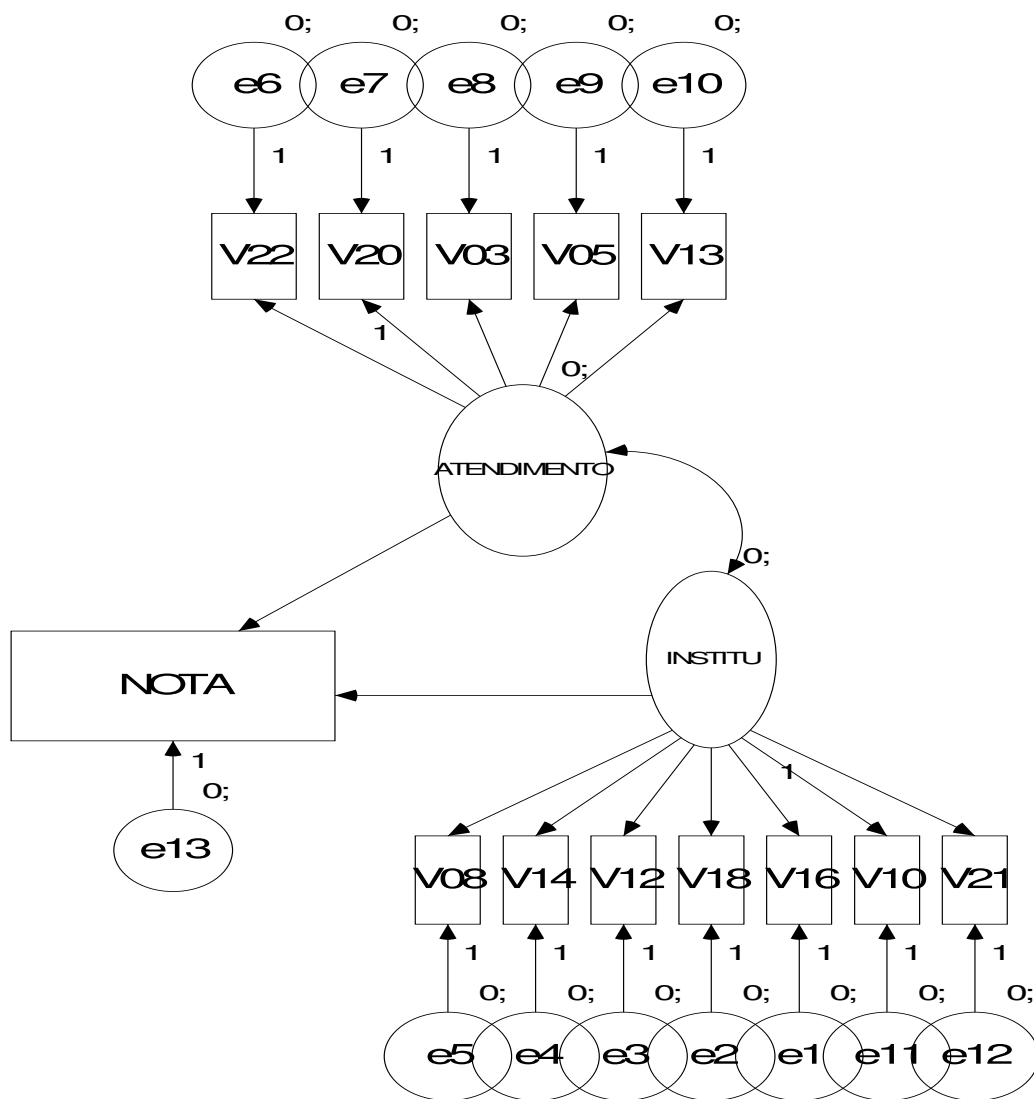 0; 0; 0; 0; 0;
e6 e7 e8 e9 e10
1 1 1 1 1
V22 V20 V03 V05 V13
1
0;
ATENDIMENTO
0;
INSTITU
NOTA
1
1
0;
e13
V08 V14 V12 V18 V16 V10 V21
1 1 1 1 1 1 1
0; 0; 0; 0; 0; 0; 0;
e5 e4 e3 e2 e1 e11 e12